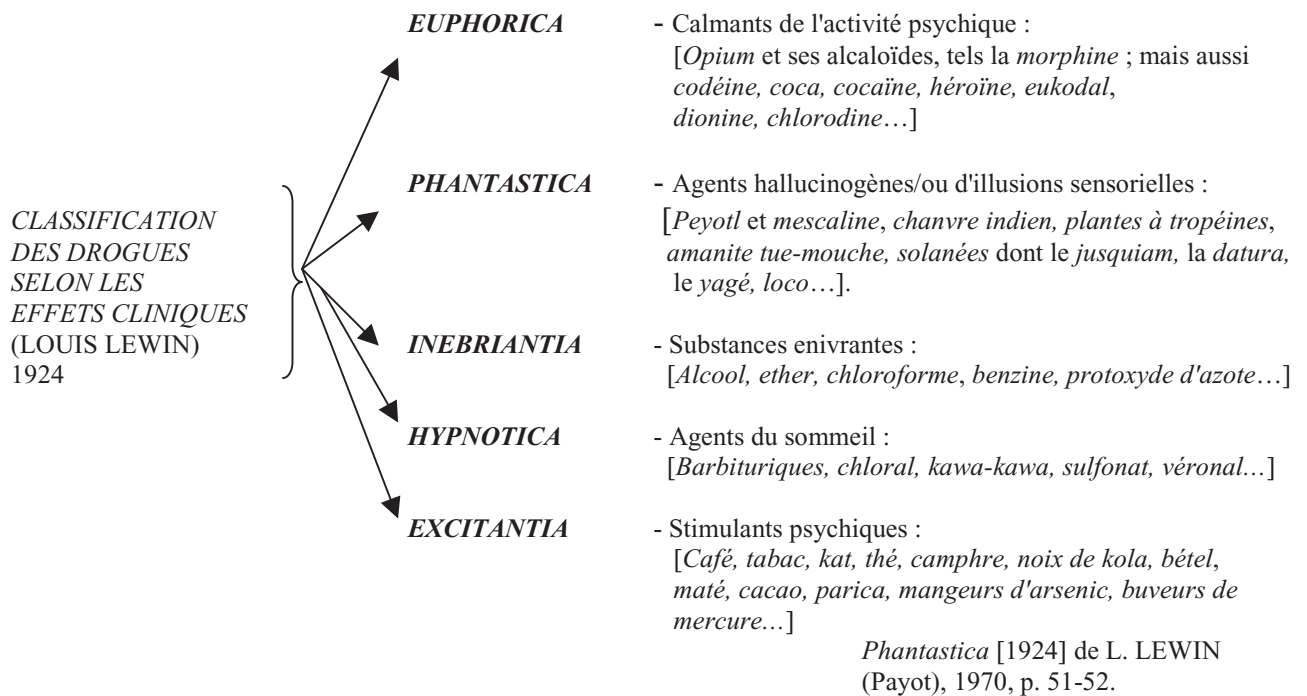 EUPHORICA - Calmants de l'activité psychique :
[Opium et ses alcaloïdes, tels la morphine ; mais aussi
codéine, coca, cocaïne, héroïne, eukodal,
dionine, chlorodine…]
PHANTASTICA - Agents hallucinogènes/ou d'illusions sensorielles :
[Peyotl et mescaline, chanvre indien, plantes à tropéines,
amanite tue-mouche, solanées dont le jusquiam, la datura,
le yagé, loco…].
CLASSIFICATION
DES DROGUES
SELON LES
EFFETS CLINIQUES
(LOUIS LEWIN)
1924
INEBRIANTIA - Substances enivrantes :
[Alcool, ether, chloroforme, benzine, protoxyde d'azote…]
HYPNOTICA - Agents du sommeil :
[Barbituriques, chloral, kawa-kawa, sulfonat, véronal…]
EXCITANTIA - Stimulants psychiques :
[Café, tabac, kat, thé, camphre, noix de kola, bétel,
maté, cacao, parica, mangeurs d'arsenic, buveurs de
mercure…]
Phantastica [1924] de L. LEWIN
(Payot), 1970, p. 51-52.